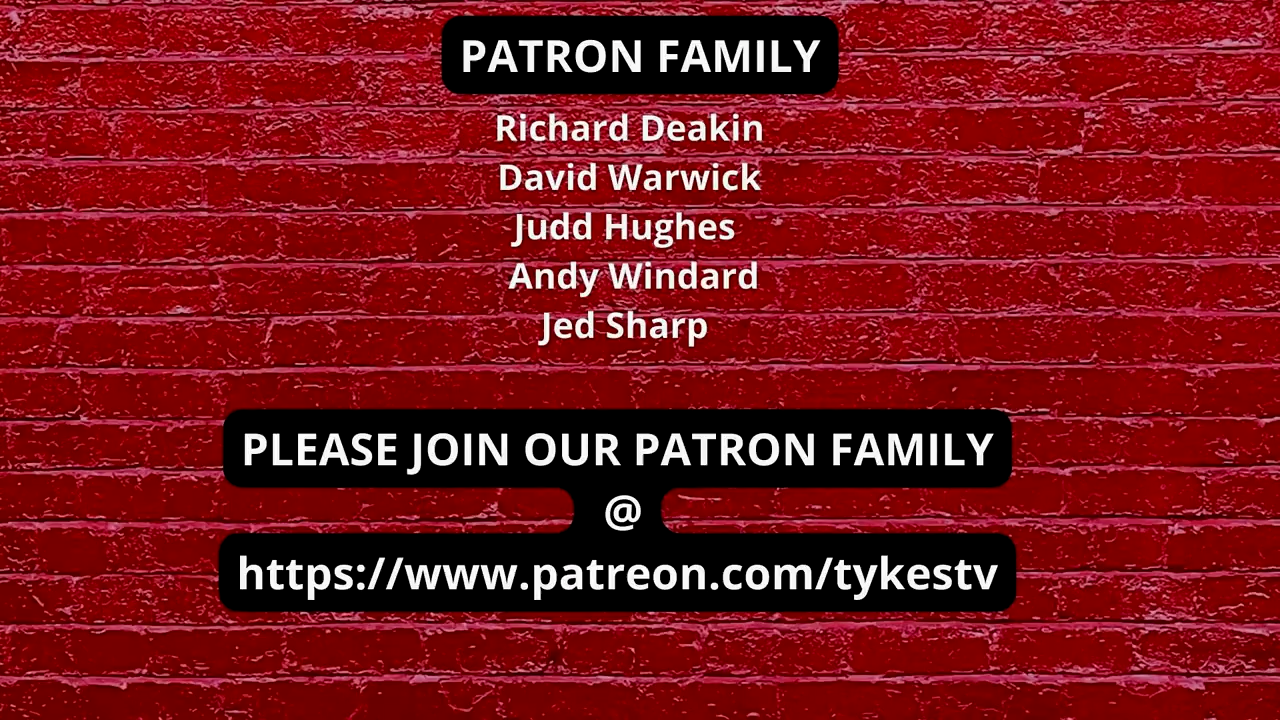 PATRON FAMILY
Richard Deakin
David Warwick
Judd Hughes
Andy Windard
Jed Sharp
PLEASE JOIN OUR PATRON FAMILY
@
https://www.patreon.com/tykestv